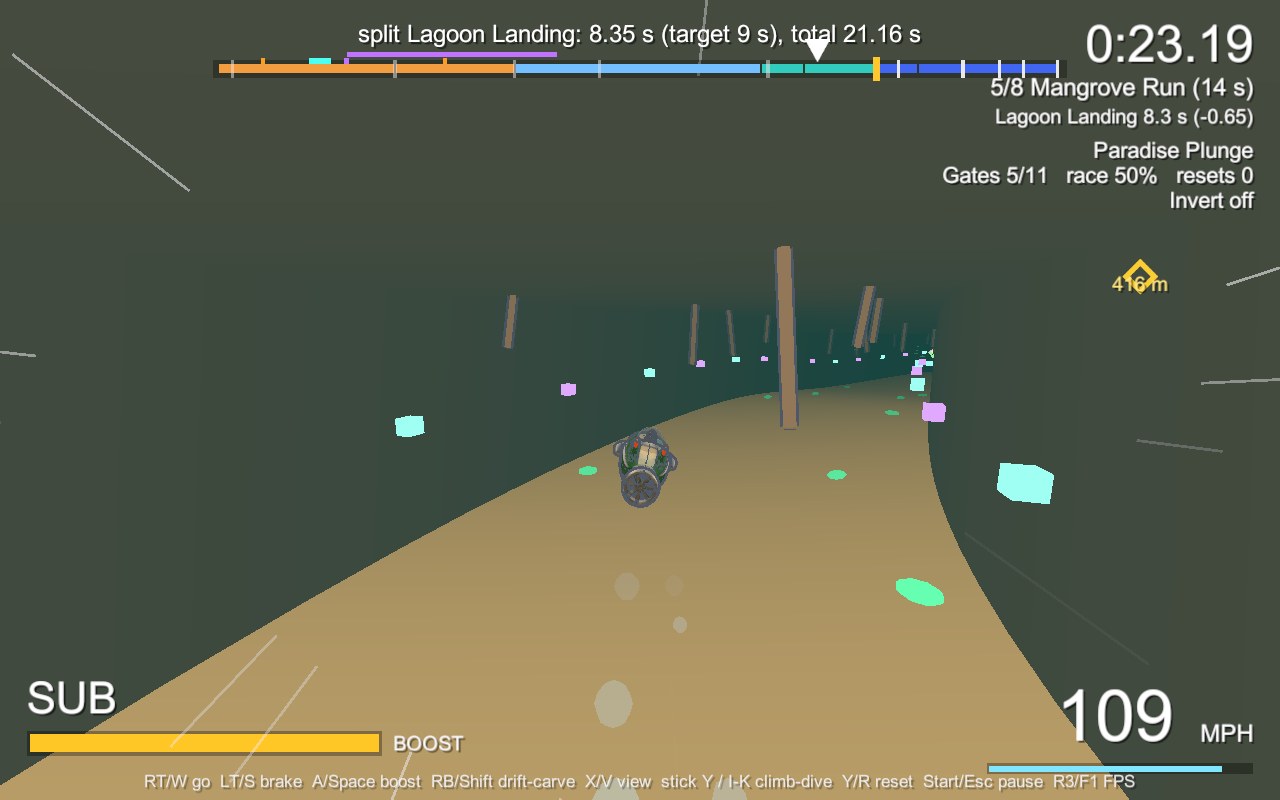 split Lagoon Landing: 8.35 s (target 9 s), total 21.16 s
0:23.19
5/8 Mangrove Run (14 s)
Lagoon Landing 8.3 s (-0.65)
Paradise Plunge
Gates 5/11 race 50% resets 0
Invert off
416 m
SUB
BOOST
109 MPH
RT/W go LT/S brake A/Space boost RB/Shift drift-carve X/V view stick Y / I-K climb-dive Y/R reset Start/Esc pause R3/F1 FPS